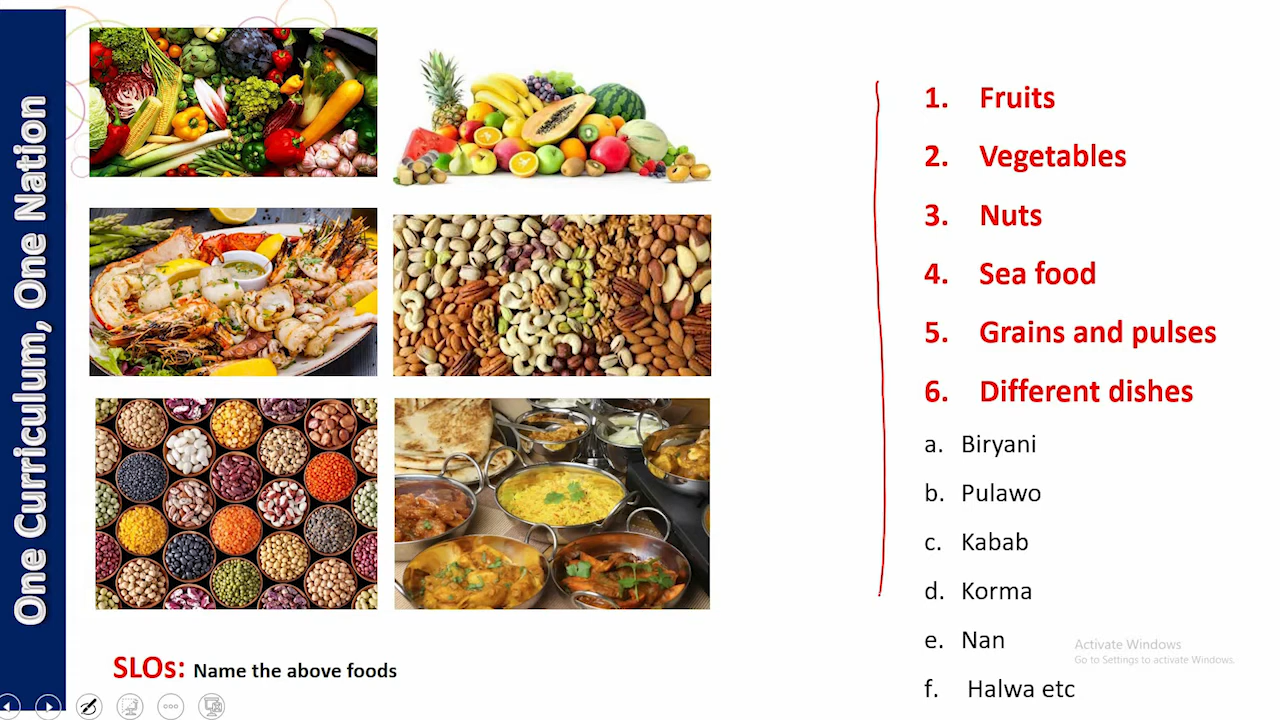 One Curriculum, One Nation
1. Fruits
2. Vegetables
3. Nuts
4. Sea food
5. Grains and pulses
6. Different dishes
a. Biryani
b. Pulawo
c. Kabab
d. Korma
e. Nan
f. Halwa etc
SLOs: Name the above foods
Activate Windows
Go to Settings to activate Windows.